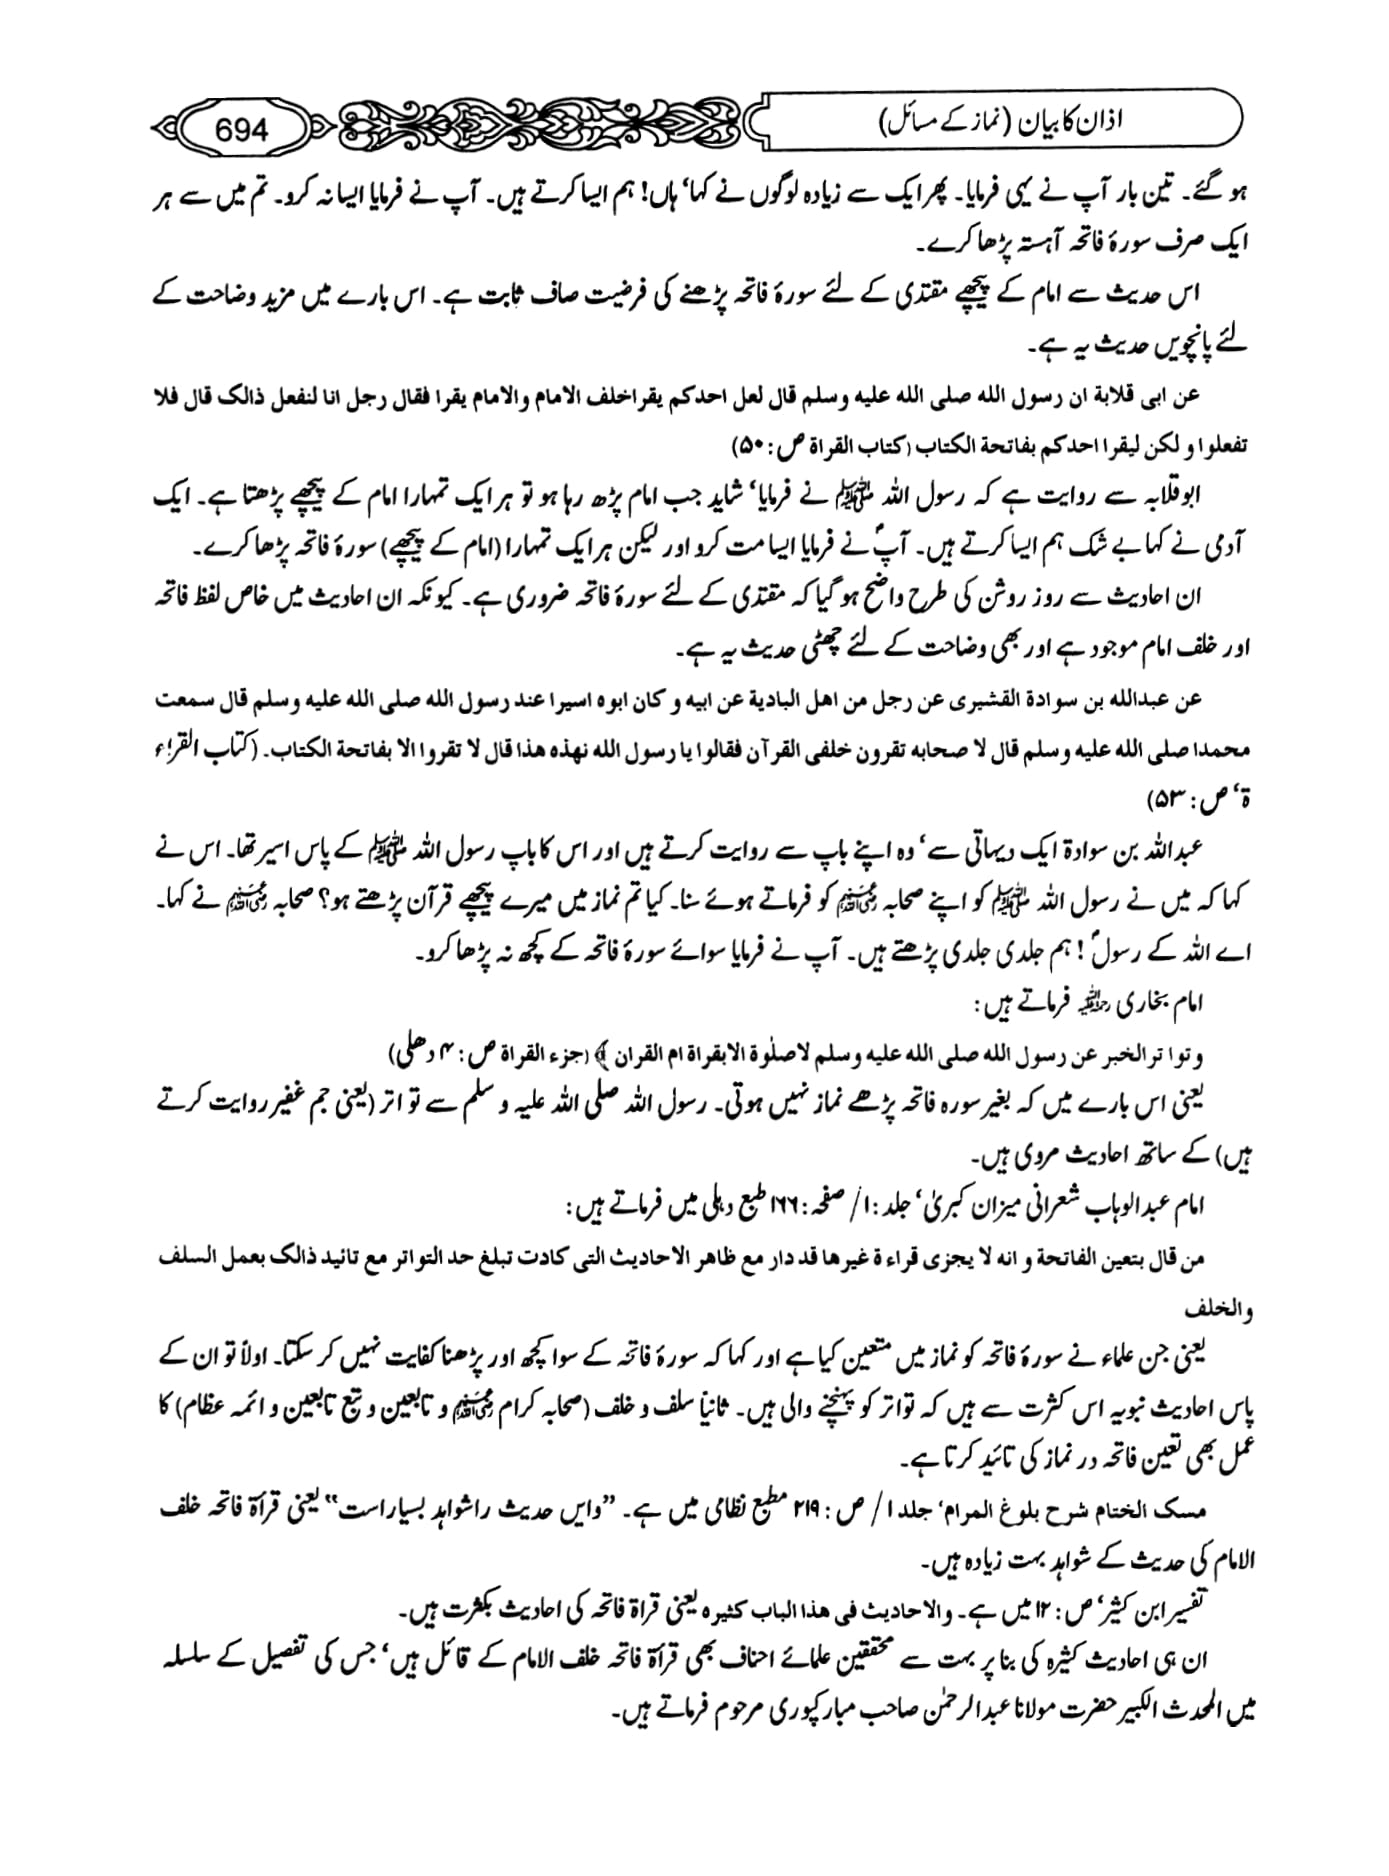 اذان کا بیان (نماز کے مسائل)
694
ہو گئے۔ تین بار آپ نے یہی فرمایا۔ پھر ایک سے زیادہ لوگوں نے کہا‘ ہاں! ہم ایسا کرتے ہیں۔ آپ نے فرمایا ایسا نہ کرو۔ تم میں سے ہر
ایک صرف سورۂ فاتحہ آہستہ پڑھا کرے۔
اس حدیث سے امام کے پیچھے مقتدی کے لئے سورۂ فاتحہ پڑھنے کی فرضیت صاف ثابت ہے۔ اس بارے میں مزید وضاحت کے
لئے پانچویں حدیث یہ ہے۔
عن ابی قلابة ان رسول الله صلی الله علیه وسلم قال لعل احدکم یقرا خلف الامام والامام یقرا فقال رجل انا لنفعل ذالک قال فلا
تفعلوا و لکن لیقرا احدکم بفاتحة الکتاب (کتاب القراة ص : ۵۰)
ابو قلابہ سے روایت ہے کہ رسول اللہ ﷺ نے فرمایا‘ شاید جب امام پڑھ رہا ہو تو ہر ایک تمہارا امام کے پیچھے پڑھتا ہے۔ ایک
آدمی نے کہا بے شک ہم ایسا کرتے ہیں۔ آپؐ نے فرمایا ایسا مت کرو اور لیکن ہر ایک تمہارا (امام کے پیچھے) سورۂ فاتحہ پڑھا کرے۔
ان احادیث سے روز روشن کی طرح واضح ہو گیا کہ مقتدی کے لئے سورۂ فاتحہ ضروری ہے۔ کیونکہ ان احادیث میں خاص لفظ فاتحہ
اور خلف امام موجود ہے اور بھی وضاحت کے لئے چھٹی حدیث یہ ہے۔
عن عبدالله بن سوادة القشیری عن رجل من اهل البادیة عن ابیه و کان ابوه اسیرا عند رسول الله صلی الله علیه وسلم قال سمعت
محمدا صلی الله علیه وسلم قال لا صحابه تقرون خلفی القرآن فقالوا یا رسول الله نهذه هذا قال لا تقروا الا بفاتحة الکتاب۔ (کتاب القراء
ة‘ ص : ۵۳)
عبداللہ بن سوادۃ ایک دیہاتی سے‘ وہ اپنے باپ سے روایت کرتے ہیں اور اس کا باپ رسول اللہ ﷺ کے پاس اسیر تھا۔ اس نے
کہا کہ میں نے رسول اللہ ﷺ کو اپنے صحابہ رضی اللہ عنہم کو فرماتے ہوئے سنا۔ کیا تم نماز میں میرے پیچھے قرآن پڑھتے ہو؟ صحابہ رضی اللہ عنہم نے کہا۔
اے اللہ کے رسولؐ ! ہم جلدی جلدی پڑھتے ہیں۔ آپ نے فرمایا سوائے سورۂ فاتحہ کے کچھ نہ پڑھا کرو۔
امام بخاری رحمہ اللہ فرماتے ہیں :
و تواتر الخبر عن رسول الله صلی الله علیه وسلم لا صلٰوة الا بقراة ام القران ﴾ (جزء القراة ص : ۴ دهلی)
یعنی اس بارے میں کہ بغیر سورہ فاتحہ پڑھے نماز نہیں ہوتی۔ رسول اللہ صلی اللہ علیہ و سلم سے تواتر (یعنی جم غفیر روایت کرتے
ہیں) کے ساتھ احادیث مروی ہیں۔
امام عبدالوہاب شعرانی میزان کبریٰ‘ جلد : ۱/ صفحہ : ۱۶۶ طبع دہلی میں فرماتے ہیں :
من قال بتعین الفاتحة و انه لا یجزی قراءة غیرها قد دار مع ظاهر الاحادیث التی کادت تبلغ حد التواتر مع تائید ذالک بعمل السلف
والخلف
یعنی جن علماء نے سورۂ فاتحہ کو نماز میں متعین کیا ہے اور کہا کہ سورۂ فاتحہ کے سوا کچھ اور پڑھنا کفایت نہیں کر سکتا۔ اولاً تو ان کے
پاس احادیث نبویہ اس کثرت سے ہیں کہ تواتر کو پہنچنے والی ہیں۔ ثانیاً سلف و خلف (صحابہ کرام رضی اللہ عنہم و تابعین و تبع تابعین و ائمہ عظام) کا
عمل بھی تعین فاتحہ در نماز کی تائید کرتا ہے۔
مسک الختام شرح بلوغ المرام‘ جلد ۱/ ص : ۲۱۹ مطبع نظامی میں ہے۔ ”وایں حدیث را شواہد بسیار است“ یعنی قرأۃ فاتحہ خلف
الامام کی حدیث کے شواہد بہت زیادہ ہیں۔
تفسیر ابن کثیر‘ ص : ۱۲ میں ہے۔ والاحادیث فی هذا الباب کثیره یعنی قراۃ فاتحہ کی احادیث بکثرت ہیں۔
ان ہی احادیث کثیرہ کی بنا پر بہت سے محققین علمائے احناف بھی قرأۃ فاتحہ خلف الامام کے قائل ہیں‘ جس کی تفصیل کے سلسلہ
میں المحدث الکبیر حضرت مولانا عبدالرحمٰن صاحب مبارکپوری مرحوم فرماتے ہیں۔